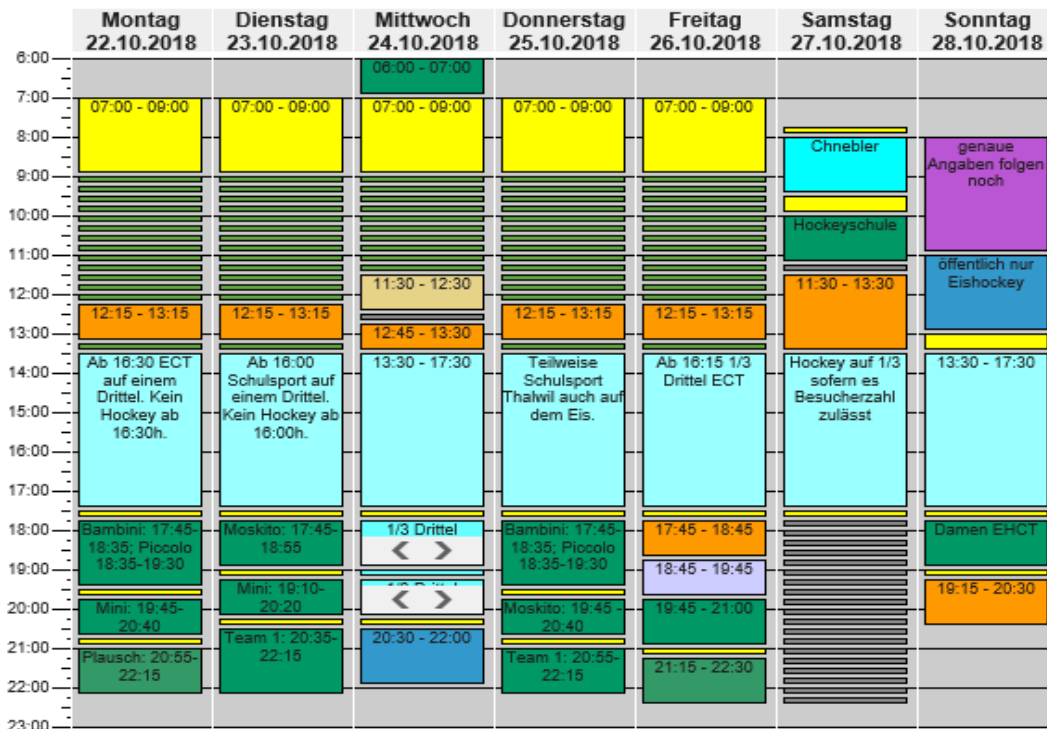 Montag
22.10.2018
Dienstag
23.10.2018
Mittwoch
24.10.2018
Donnerstag
25.10.2018
Freitag
26.10.2018
Samstag
27.10.2018
Sonntag
28.10.2018
6:00
7:00
8:00
9:00
10:00
11:00
12:00
13:00
14:00
15:00
16:00
17:00
18:00
19:00
20:00
21:00
22:00
23:00
07:00 - 09:00
12:15 - 13:15
Ab 16:30 ECT
auf einem
Drittel. Kein
Hockey ab
16:30h.
Bambini: 17:45-
18:35; Piccolo
18:35-19:30
Mini: 19:45-
20:40
Plausch: 20:55-
22:15
07:00 - 09:00
12:15 - 13:15
Ab 16:00
Schulsport auf
einem Drittel.
Kein Hockey ab
16:00h.
Moskito: 17:45-
18:55
Mini: 19:10-
20:20
Team 1: 20:35-
22:15
06:00 - 07:00
07:00 - 09:00
11:30 - 12:30
12:45 - 13:30
13:30 - 17:30
1/3 Drittel
20:30 - 22:00
07:00 - 09:00
12:15 - 13:15
Teilweise
Schulsport
Thalwil auch auf
dem Eis.
Bambini: 17:45-
18:35; Piccolo
18:35-19:30
Moskito: 19:45 -
20:40
Team 1: 20:55-
22:15
07:00 - 09:00
12:15 - 13:15
Ab 16:15 1/3
Drittel ECT
17:45 - 18:45
18:45 - 19:45
19:45 - 21:00
21:15 - 22:30
Chnebler
Hockeyschule
11:30 - 13:30
Hockey auf 1/3
sofern es
Besucherzahl
zulässt
genaue
Angaben folgen
noch
öffentlich nur
Eishockey
13:30 - 17:30
Damen EHCT
19:15 - 20:30